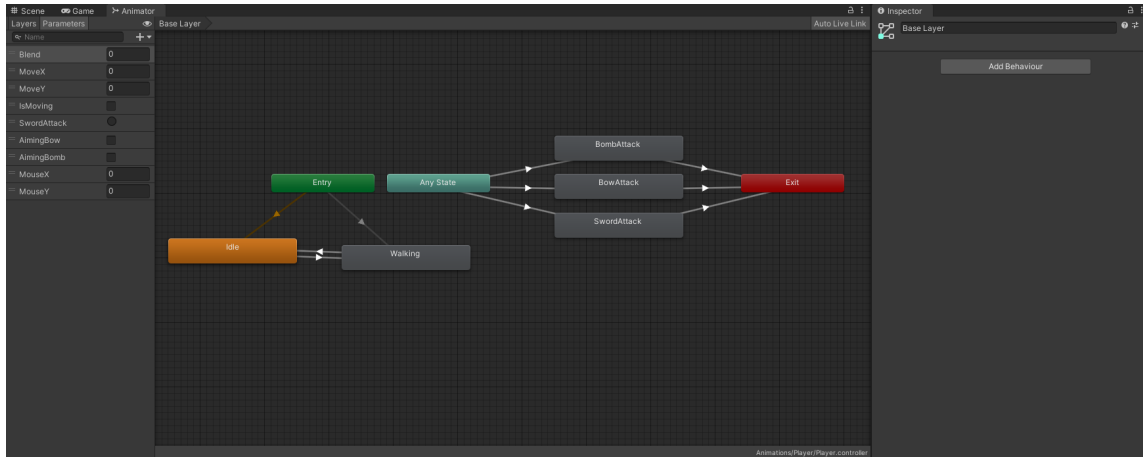 Scene Game Animator
Layers Parameters
Base Layer
Auto Live Link
Name
Blend 0
MoveX 0
MoveY 0
IsMoving
SwordAttack
AimingBow
AimingBomb
MouseX 0
MouseY 0
Entry
Any State
BombAttack
BowAttack
SwordAttack
Exit
Idle
Walking
Animations/Player/Player.controller
Inspector
Base Layer
Add Behaviour